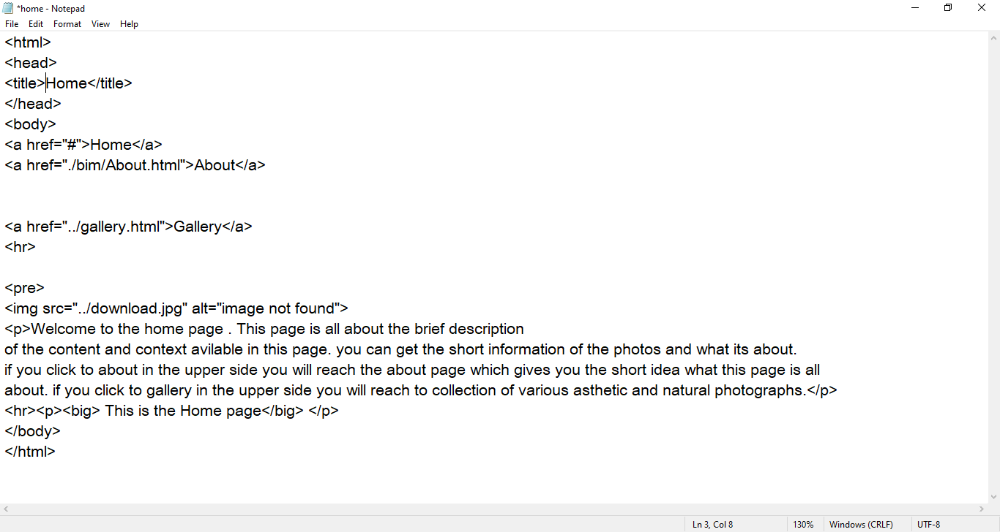 *home - Notepad
File Edit Format View Help
<html>
<head>
<title>Home</title>
</head>
<body>
<a href="#">Home</a>
<a href="./bim/About.html">About</a>
<a href="../gallery.html">Gallery</a>
<hr>
<pre>
<img src="../download.jpg" alt="image not found">
<p>Welcome to the home page . This page is all about the brief description
of the content and context avilable in this page. you can get the short information of the photos and what its about.
if you click to about in the upper side you will reach the about page which gives you the short idea what this page is all
about. if you click to gallery in the upper side you will reach to collection of various asthetic and natural photographs.</p>
<hr><p><big> This is the Home page</big> </p>
</body>
</html>
Ln 3, Col 8 130% Windows (CRLF) UTF-8